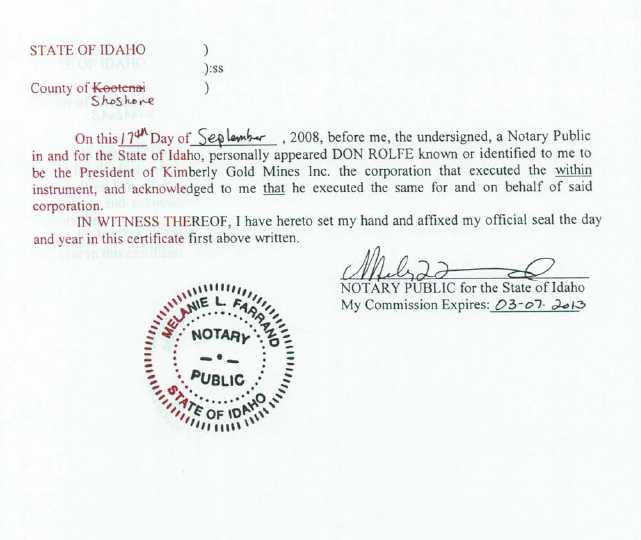 STATE OF IDAHO )
):ss
County of Kootenai )
Shoshone
On this 17th Day of September , 2008, before me, the undersigned, a Notary Public
in and for the State of Idaho, personally appeared DON ROLFE known or identified to me to
be the President of Kimberly Gold Mines Inc. the corporation that executed the within
instrument, and acknowledged to me that he executed the same for and on behalf of said
corporation.
IN WITNESS THEREOF, I have hereto set my hand and affixed my official seal the day
and year in this certificate first above written.
NOTARY PUBLIC for the State of Idaho
My Commission Expires: 03-07-2013
MELANIE L. FARRAND
NOTARY
PUBLIC
STATE OF IDAHO